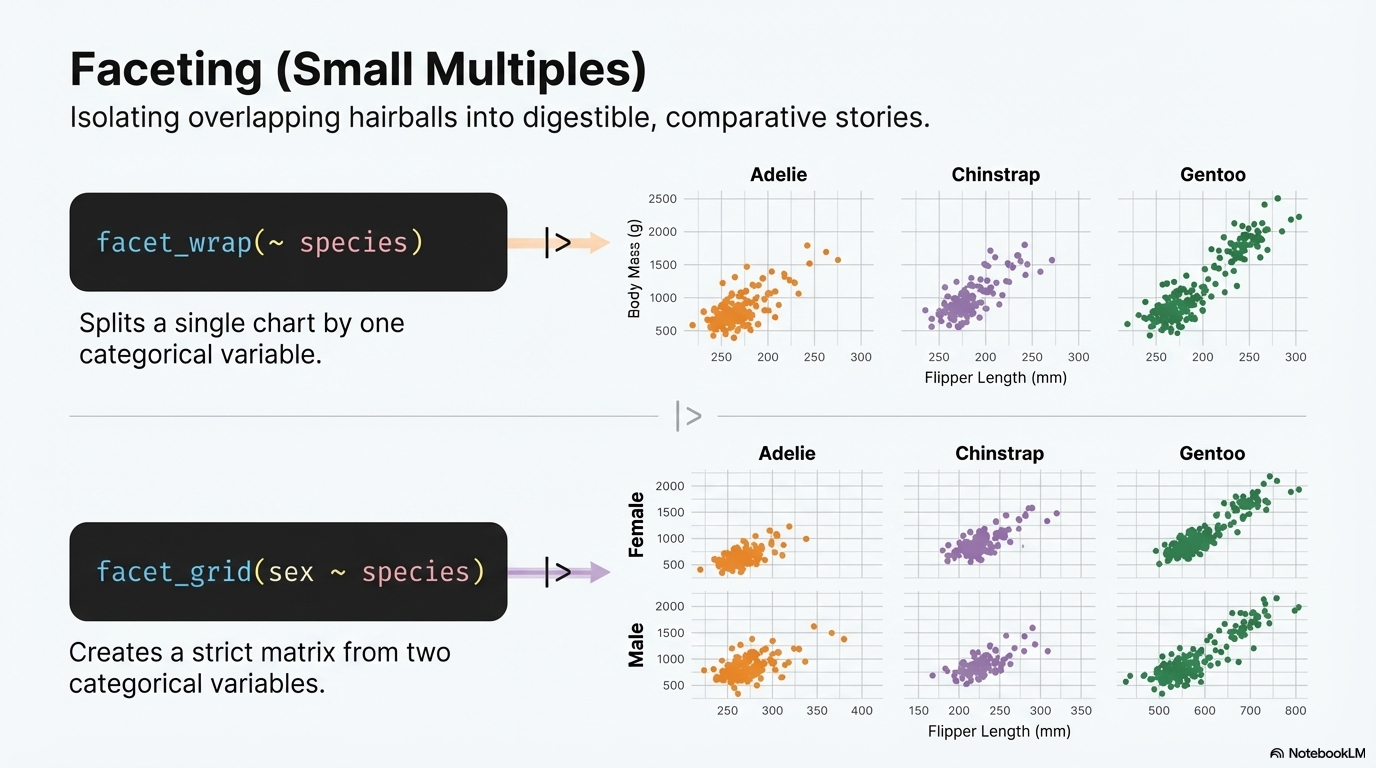 Faceting (Small Multiples)
Isolating overlapping hairballs into digestible, comparative stories.
facet_wrap(~ species)
|>
Splits a single chart by one
categorical variable.
Adelie Chinstrap Gentoo
Body Mass (g)
2500
2000
1500
1000
500
250 200 250 300 250 200 250 300 250 200 250 300
Flipper Length (mm)
|>
facet_grid(sex ~ species)
|>
Creates a strict matrix from two
categorical variables.
Adelie Chinstrap Gentoo
Female
2000
1000
500
Male
2000
1500
1000
500
250 300 350 400 150 200 250 300 350 500 600 700 800
Flipper Length (mm)
NotebookLM